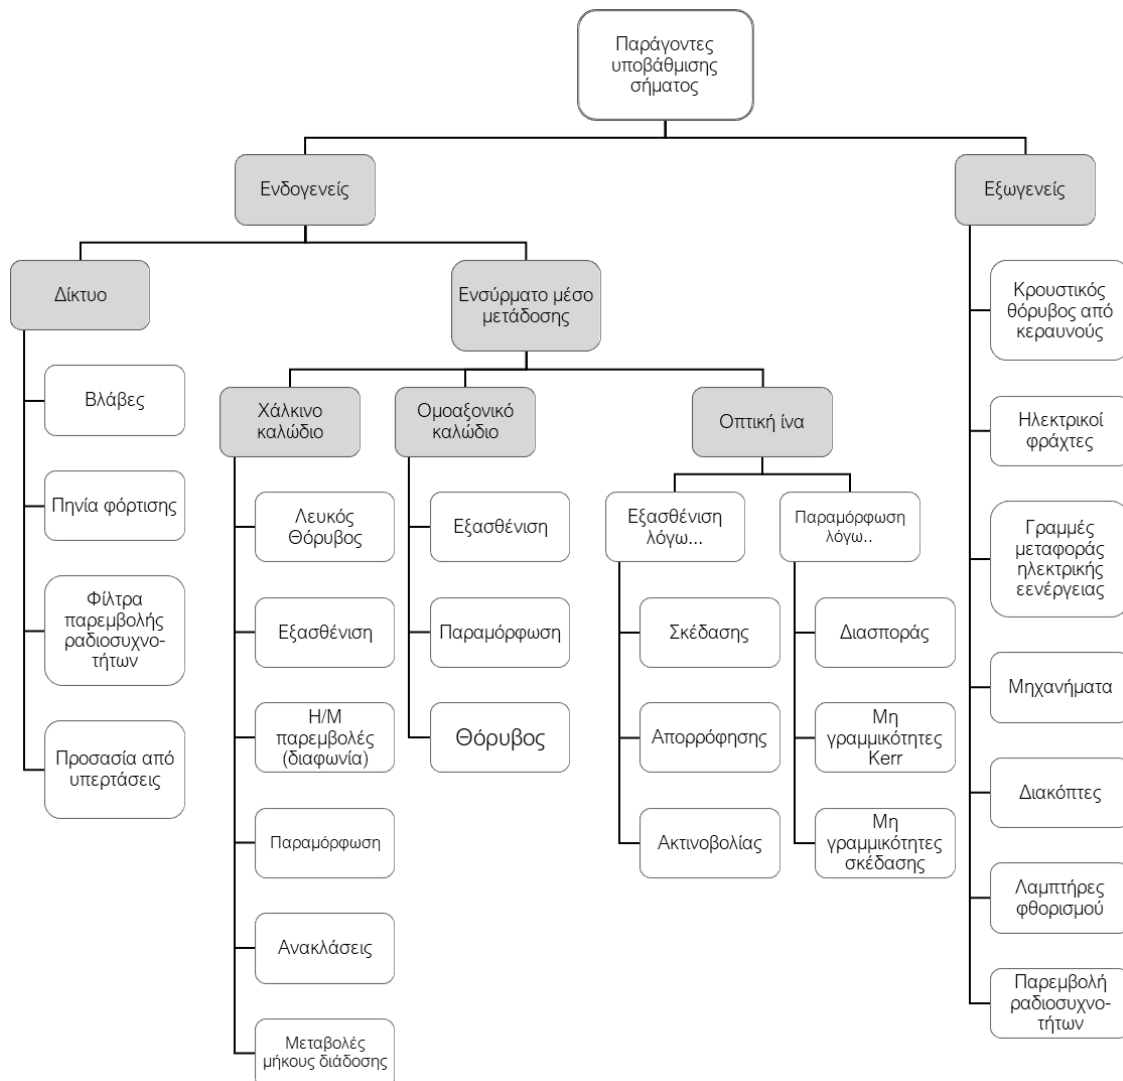 Παράγοντες
υποβάθμισης
σήματος
Ενδογενείς
Εξωγενείς
Δίκτυο
Ενσύρματο μέσο
μετάδοσης
Βλάβες
Πηνία φόρτισης
Φίλτρα
παρεμβολής
ραδιοσυχνο-
τήτων
Προσασία από
υπερτάσεις
Χάλκινο
καλώδιο
Λευκός
Θόρυβος
Εξασθένιση
Η/Μ
παρεμβολές
(διαφωνία)
Παραμόρφωση
Ανακλάσεις
Μεταβολές
μήκους διάδοσης
Ομοαξονικό
καλώδιο
Εξασθένιση
Παραμόρφωση
Θόρυβος
Οπτική ίνα
Εξασθένιση
λόγω...
Σκέδασης
Απορρόφησης
Ακτινοβολίας
Παραμόρφωση
λόγω..
Διασποράς
Μη
γραμμικότητες
Kerr
Μη
γραμμικότητες
σκέδασης
Κρουστικός
θόρυβος από
κεραυνούς
Ηλεκτρικοί
φράχτες
Γραμμές
μεταφοράς
ηλεκτρικής
εενέργειας
Μηχανήματα
Διακόπτες
Λαμπτήρες
φθορισμού
Παρεμβολή
ραδιοσυχνο-
τήτων